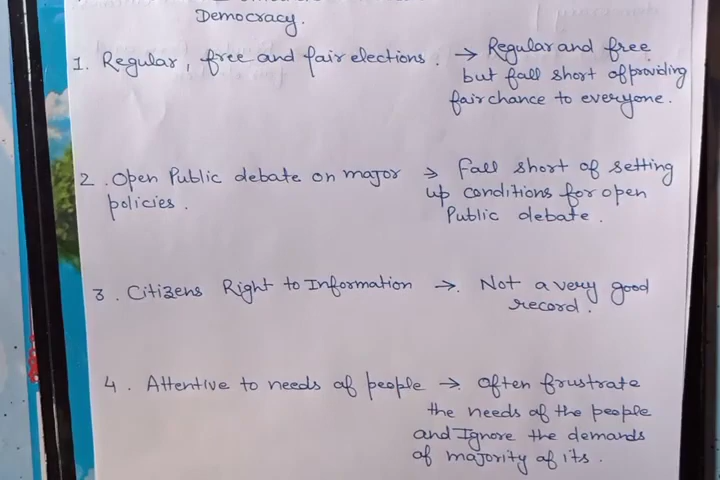 Democracy.
1. Regular, free and fair elections. → Regular and free
but fall short of providing
fair chance to everyone.
2. Open Public debate on major → Fall short of setting
policies. up conditions for open
Public debate.
3. Citizens Right to Information →. Not a very good
record.
4. Attentive to needs of people → Often frustrate
the needs of the people
and Ignore the demands
of majority of its.